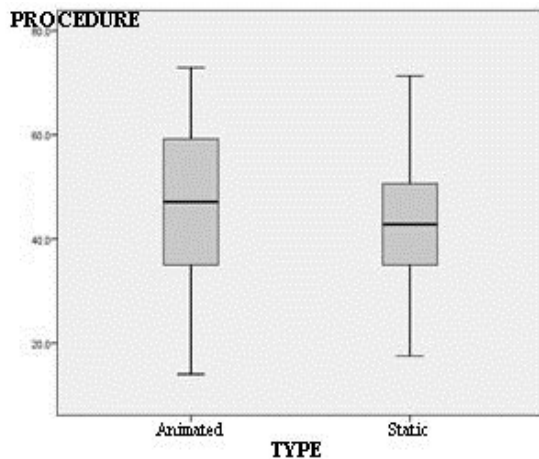 PROCEDURE
80.0
60.0
40.0
20.0
Animated Static
TYPE